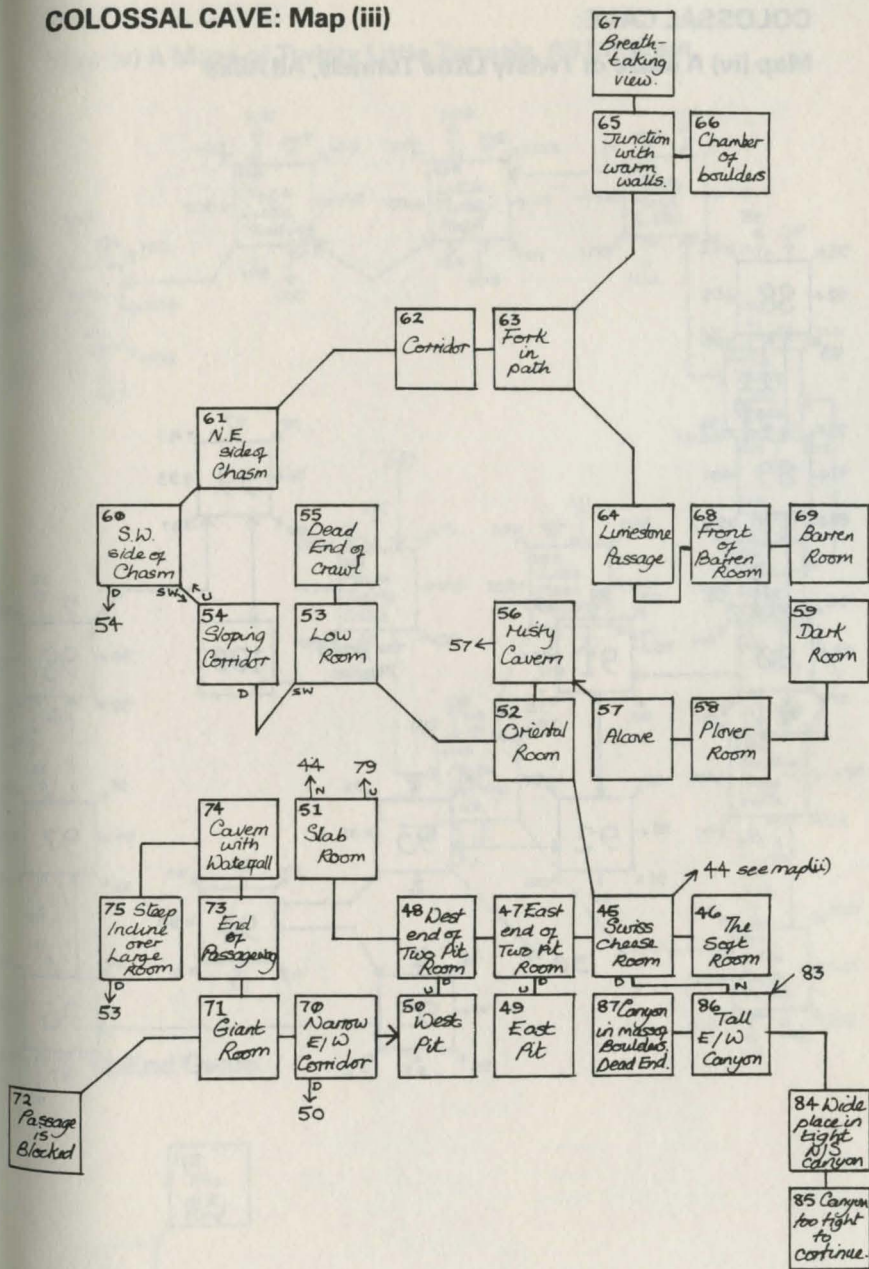 COLOSSAL CAVE: Map (iii)
67
Breath-
taking
view.
65
Junction
with
warm
walls.
66
Chamber
of
boulders
62
Corridor
63
Fork
in
path
61
N.E
side of
Chasm
60
S.W.
side of
Chasm
D
SW
U
54
55
Dead
End of
Crawl
54
Sloping
Corridor
D
53
Low
Room
SW
64
Limestone
Passage
68
Front
of
Barren
Room
69
Barren
Room
56
Misty
Cavern
57
59
Dark
Room
52
Oriental
Room
57
Alcove
58
Plover
Room
44
N
79
U
51
Slab
Room
74
Cavern
with
Waterfall
75 Steep
Incline
over
Large
Room
D
53
73
End
of
48 West
end of
Two Pit
Room
U D
47 East
end of
Two Pit
Room
U D
45
Swiss
Cheese
Room
D
44 see map(ii)
46 The
Soft
Room
N
83
71
Giant
Room
70
Narrow
E/W
Corridor
D
50
50
West
Pit
49
East
Pit
87 Canyon
in mass of
Boulders.
Dead End.
86 Tall
E/W
Canyon
72
Passage
is
Blocked
84 Wide
place in
tight
N/S
canyon
85 Canyon
too tight
to
continue.